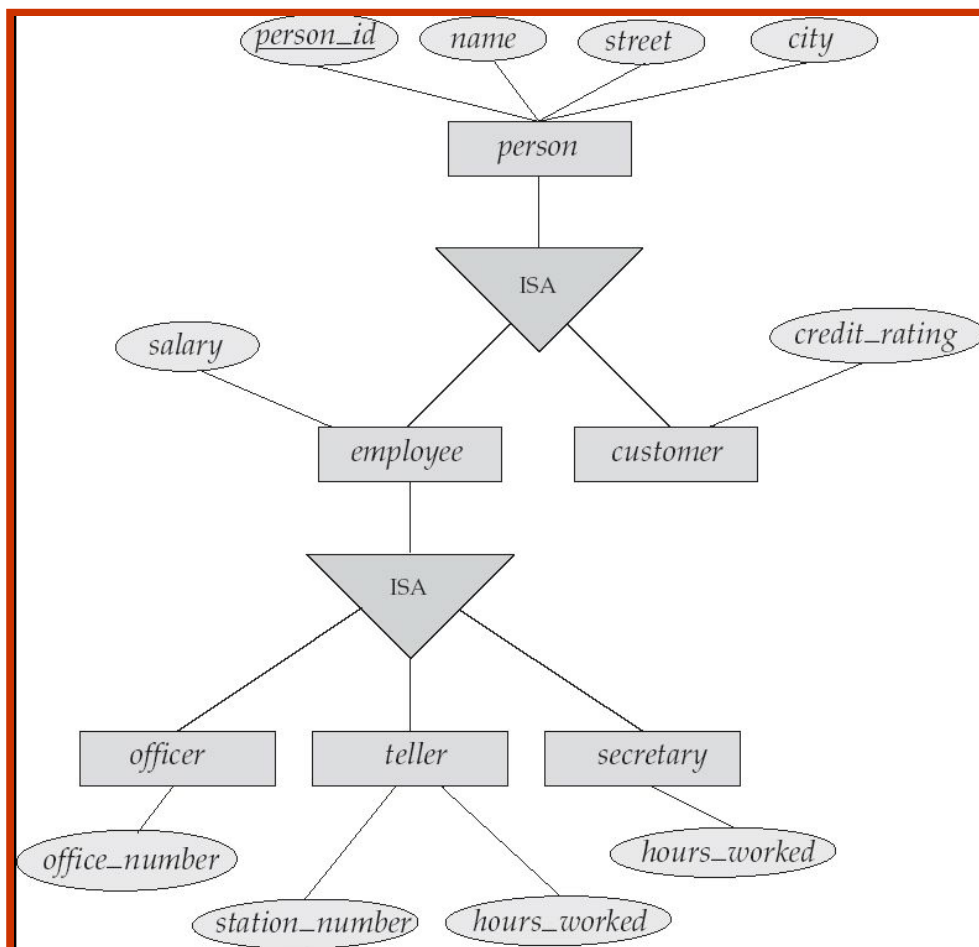 person_id name street city
person
ISA
salary credit_rating
employee customer
ISA
officer teller secretary
office_number hours_worked
station_number hours_worked